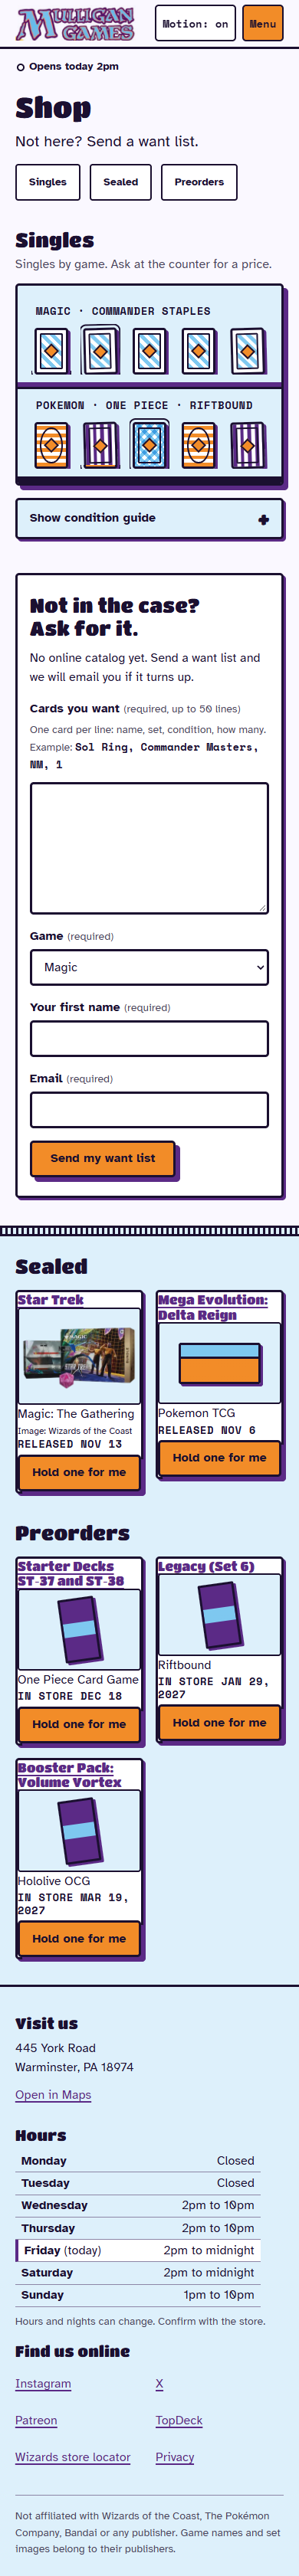 MULLIGAN
GAMES
Motion: on
Menu
Opens today 2pm
Shop
Not here? Send a want list.
Singles
Sealed
Preorders
Singles
Singles by game. Ask at the counter for a price.
MAGIC · COMMANDER STAPLES
POKEMON · ONE PIECE · RIFTBOUND
Show condition guide
Not in the case?
Ask for it.
No online catalog yet. Send a want list and
we will email you if it turns up.
Cards you want (required, up to 50 lines)
One card per line: name, set, condition, how many.
Example: Sol Ring, Commander Masters,
NM, 1
Game (required)
Magic
Your first name (required)
Email (required)
Send my want list
Sealed
Star Trek
MAGIC
Magic: The Gathering
Image: Wizards of the Coast
RELEASED NOV 13
Hold one for me
Mega Evolution:
Delta Reign
Pokemon TCG
RELEASED NOV 6
Hold one for me
Preorders
Starter Decks
ST-37 and ST-38
One Piece Card Game
IN STORE DEC 18
Hold one for me
Legacy (Set 6)
Riftbound
IN STORE JAN 29,
2027
Hold one for me
Booster Pack:
Volume Vortex
Hololive OCG
IN STORE MAR 19,
2027
Hold one for me
Visit us
445 York Road
Warminster, PA 18974
Open in Maps
Hours
Monday Closed
Tuesday Closed
Wednesday 2pm to 10pm
Thursday 2pm to 10pm
Friday (today) 2pm to midnight
Saturday 2pm to midnight
Sunday 1pm to 10pm
Hours and nights can change. Confirm with the store.
Find us online
Instagram
X
Patreon
TopDeck
Wizards store locator
Privacy
Not affiliated with Wizards of the Coast, The Pokémon
Company, Bandai or any publisher. Game names and set
images belong to their publishers.